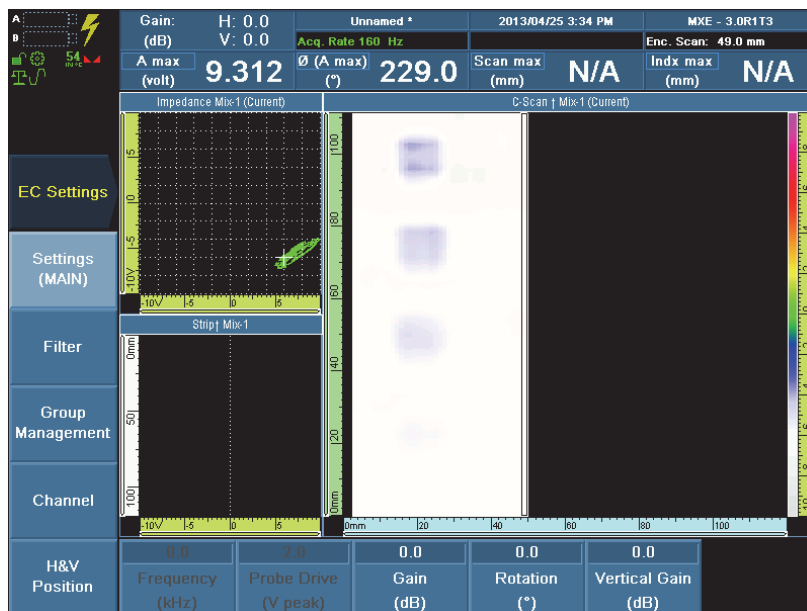 A
B
54
Gain: H: 0.0
(dB) V: 0.0
Unnamed *
2013/04/25 3:34 PM
MXE - 3.0R1T3
Acq. Rate 160 Hz
Enc. Scan: 49.0 mm
A max
(volt)
9.312
Ø (A max)
(°)
229.0
Scan max
(mm)
N/A
Indx max
(mm)
N/A
Impedance Mix-1 (Current)
C-Scan † Mix-1 (Current)
EC Settings
Settings
(MAIN)
Filter
Group
Management
Channel
H&V
Position
5
0
-5
-10V
-10V -5 0 5
Strip† Mix-1
0mm
50
100
-10V -5 0 5
100
80
60
40
20
0mm
0mm 20 40 60 80 100
0.0
Frequency
(kHz)
2.0
Probe Drive
(V peak)
0.0
Gain
(dB)
0.0
Rotation
(°)
0.0
Vertical Gain
(dB)